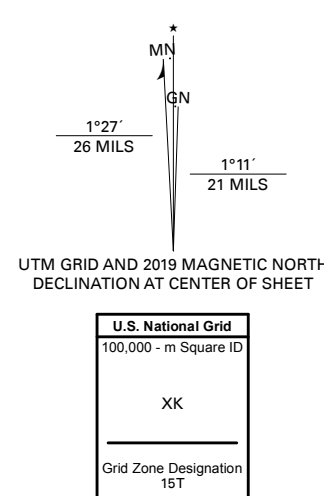 ★
MN
GN
1°27´
26 MILS
1°11´
21 MILS
UTM GRID AND 2019 MAGNETIC NORTH
DECLINATION AT CENTER OF SHEET
U.S. National Grid
100,000 - m Square ID
XK
Grid Zone Designation
15T